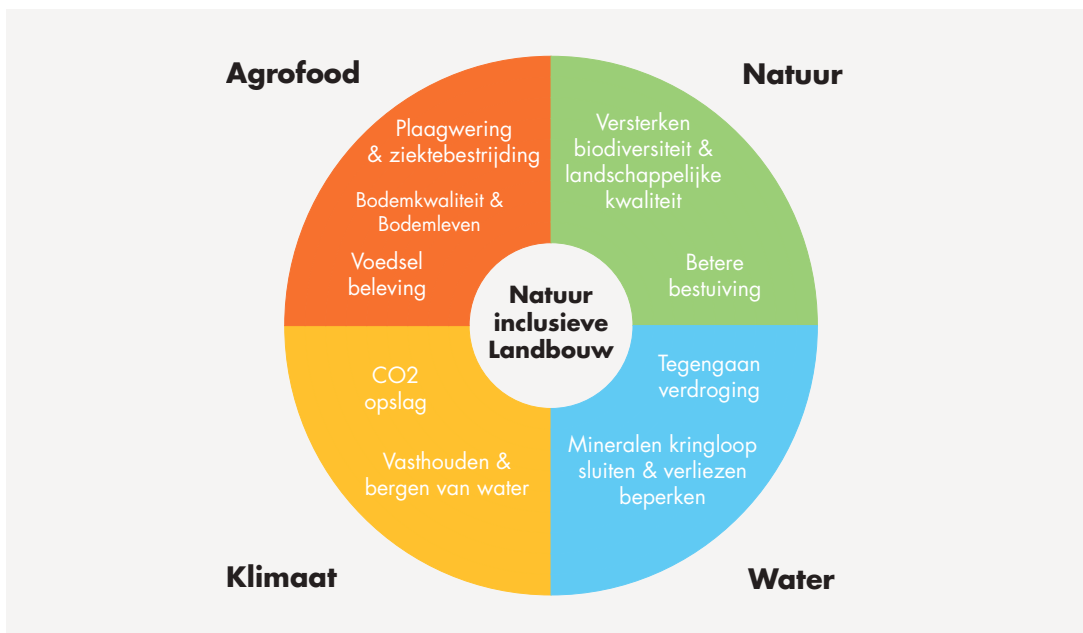 Agrofood
Plaagwering
& ziektebestrijding
Bodemkwaliteit &
Bodemleven
Voedsel
beleving
Natuur
Versterken
biodiversiteit &
landschappelijke
kwaliteit
Betere
bestuiving
Natuur
inclusieve
Landbouw
CO2
opslag
Vasthouden &
bergen van water
Klimaat
Tegengaan
verdroging
Mineralen kringloop
sluiten & verliezen
beperken
Water